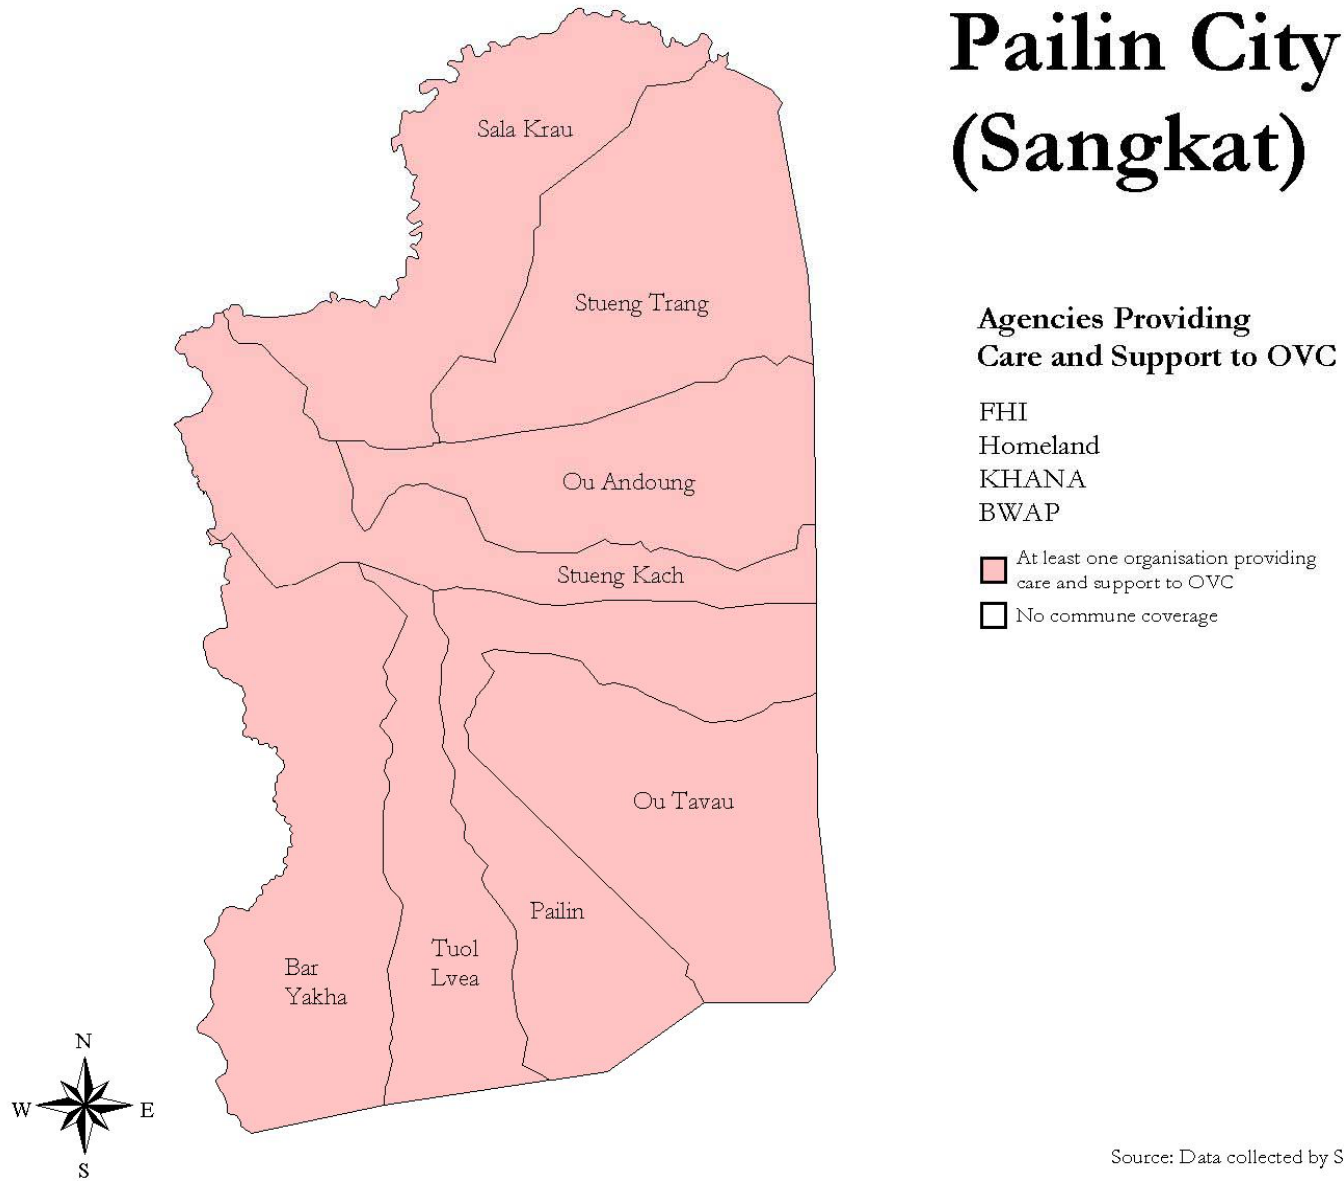 Pailin City
(Sangkat)
Sala Krau
Stueng Trang
Agencies Providing
Care and Support to OVC
FHI
Homeland
KHANA
BWAP
Ou Andoung
At least one organisation providing
care and support to OVC
Stueng Kach
No commune coverage
Ou Tavau
Pailin
Tuol
Lvea
Bar
Yakha
N
W
E
S
Source: Data collected by S